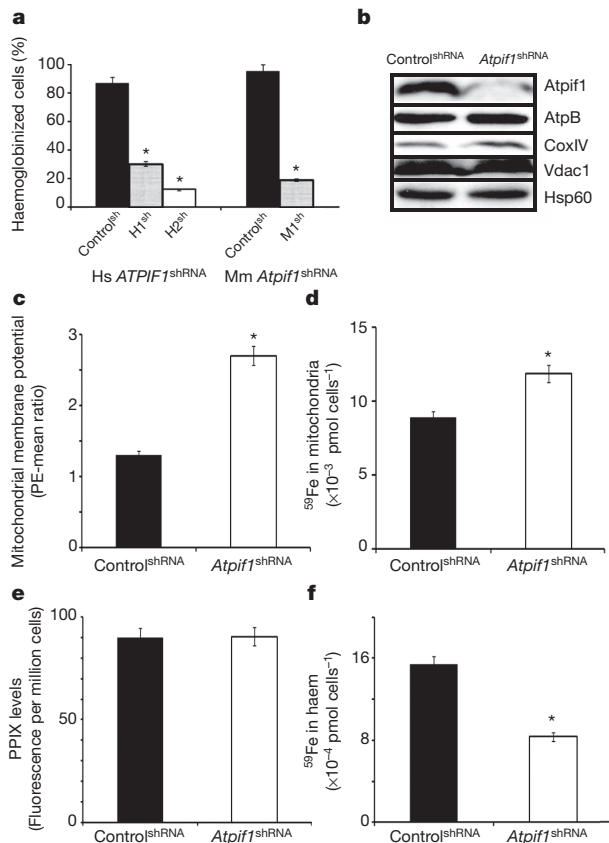 a
Haemoglobinized cells (%)
100
80
60
40
20
0
*
*
*
Control^sh
H1^sh
H2^sh
Control^sh
M1^sh
Hs ATPIF1^shRNA
Mm Atpif1^shRNA
b
Control^shRNA
Atpif1^shRNA
Atpif1
AtpB
CoxIV
Vdac1
Hsp60
c
Mitochondrial membrane potential
(PE-mean ratio)
3
2
1
0
*
Control^shRNA
Atpif1^shRNA
d
⁵⁹Fe in mitochondria
(×10⁻³ pmol cells⁻¹)
15
12
9
6
3
0
*
Control^shRNA
Atpif1^shRNA
e
PPIX levels
(Fluorescence per million cells)
100
50
0
Control^shRNA
Atpif1^shRNA
f
⁵⁹Fe in haem
(×10⁻⁴ pmol cells⁻¹)
16
8
0
*
Control^shRNA
Atpif1^shRNA